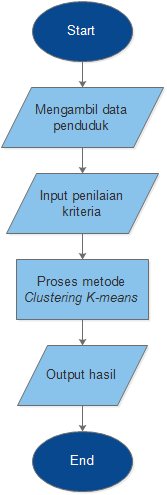 Start
Mengambil data
penduduk
Input penilaian
kriteria
Proses metode
Clustering K-means
Output hasil
End